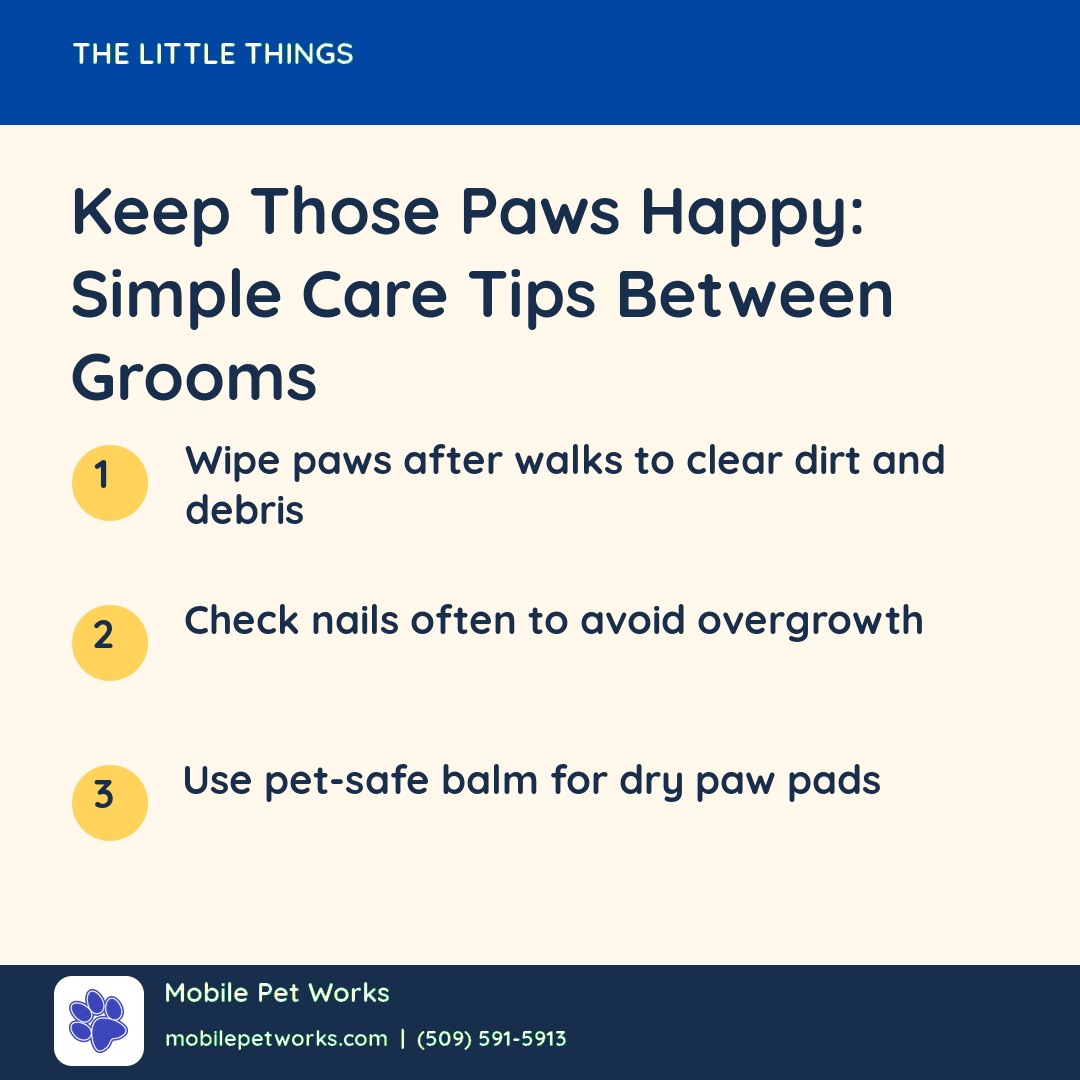 THE LITTLE THINGS
Keep Those Paws Happy:
Simple Care Tips Between
Grooms
1
Wipe paws after walks to clear dirt and
debris
2
Check nails often to avoid overgrowth
3
Use pet-safe balm for dry paw pads
Mobile Pet Works
mobilepetworks.com | (509) 591-5913